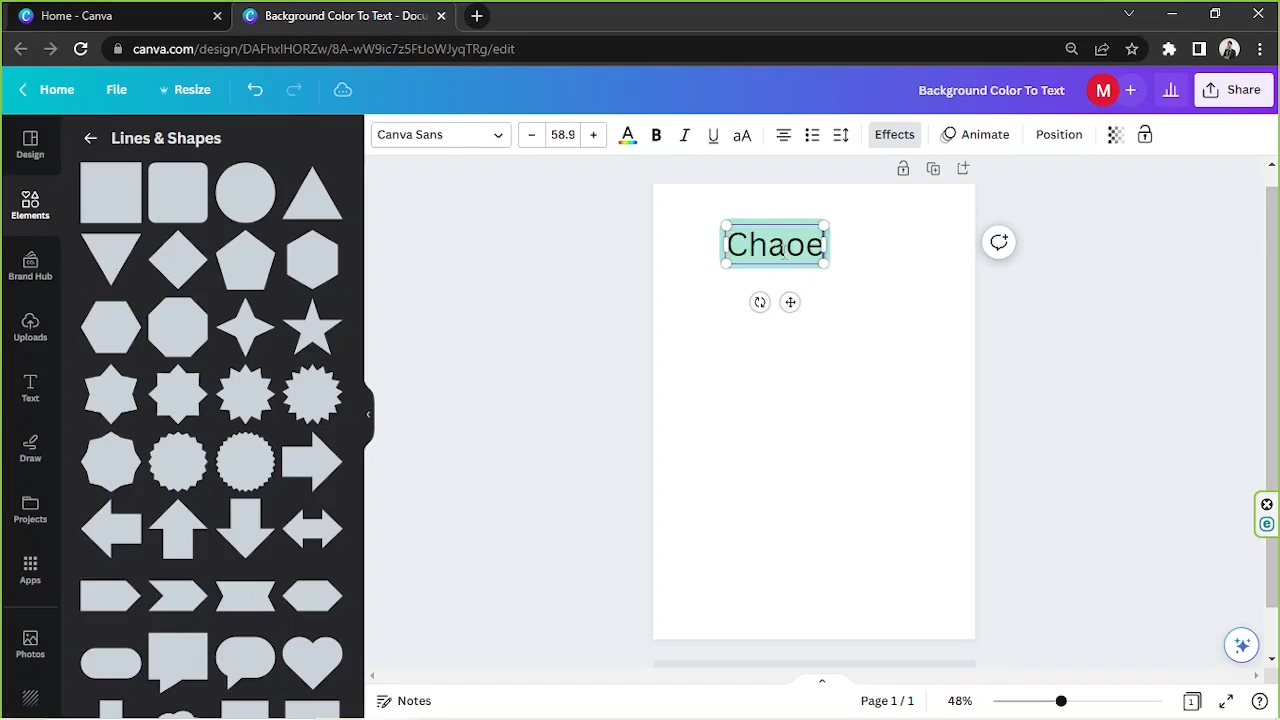 Home - Canva
Background Color To Text - Docu
canva.com/design/DAFhxIHORZw/8A-wW9ic7z5FtJoWJyqTRg/edit
Home
File
Resize
Background Color To Text
M
Share
Design
Elements
Brand Hub
Uploads
Text
Draw
Projects
Apps
Photos
Lines & Shapes
Canva Sans
58.9
A
B
I
U
aA
Effects
Animate
Position
Chaoe
Notes
Page 1 / 1
48%
1